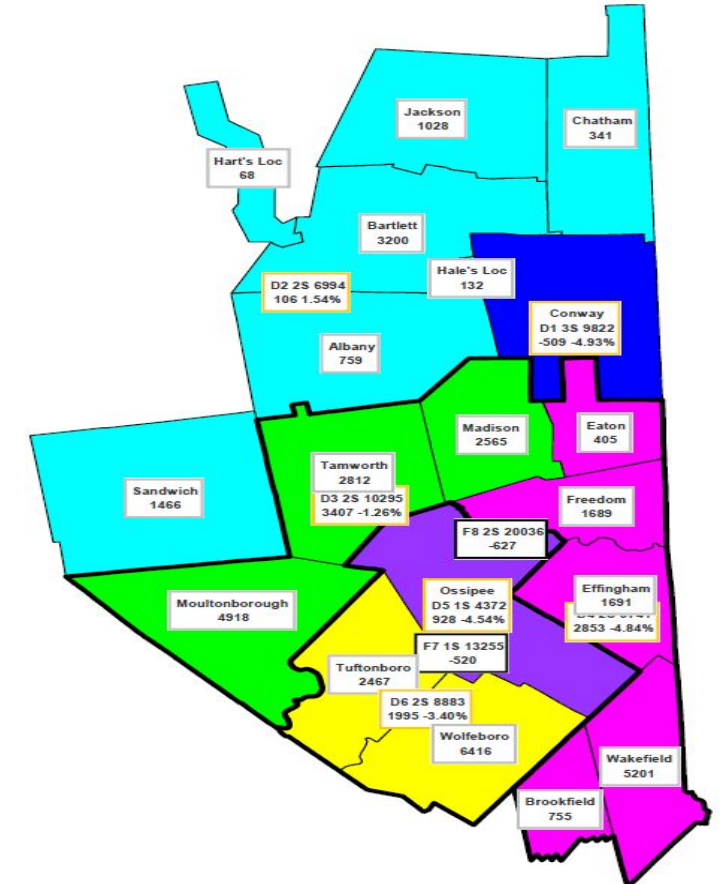 Jackson
1028
Chatham
341
Hart's Loc
68
Bartlett
3200
Hale's Loc
132
D2 2S 6994
106 1.54%
Conway
D1 3S 9822
-509 -4.93%
Albany
759
Madison
2565
Eaton
405
Tamworth
2812
D3 2S 10295
3407 -1.26%
Sandwich
1466
Freedom
1689
F8 2S 20036
-627
Ossipee
D5 1S 4372
928 -4.54%
Effingham
1691
2853 -4.84%
Moultonborough
4918
F7 1S 13255
-520
Tuftonboro
2467
D6 2S 8883
1995 -3.40%
Wolfeboro
6416
Wakefield
5201
Brookfield
755